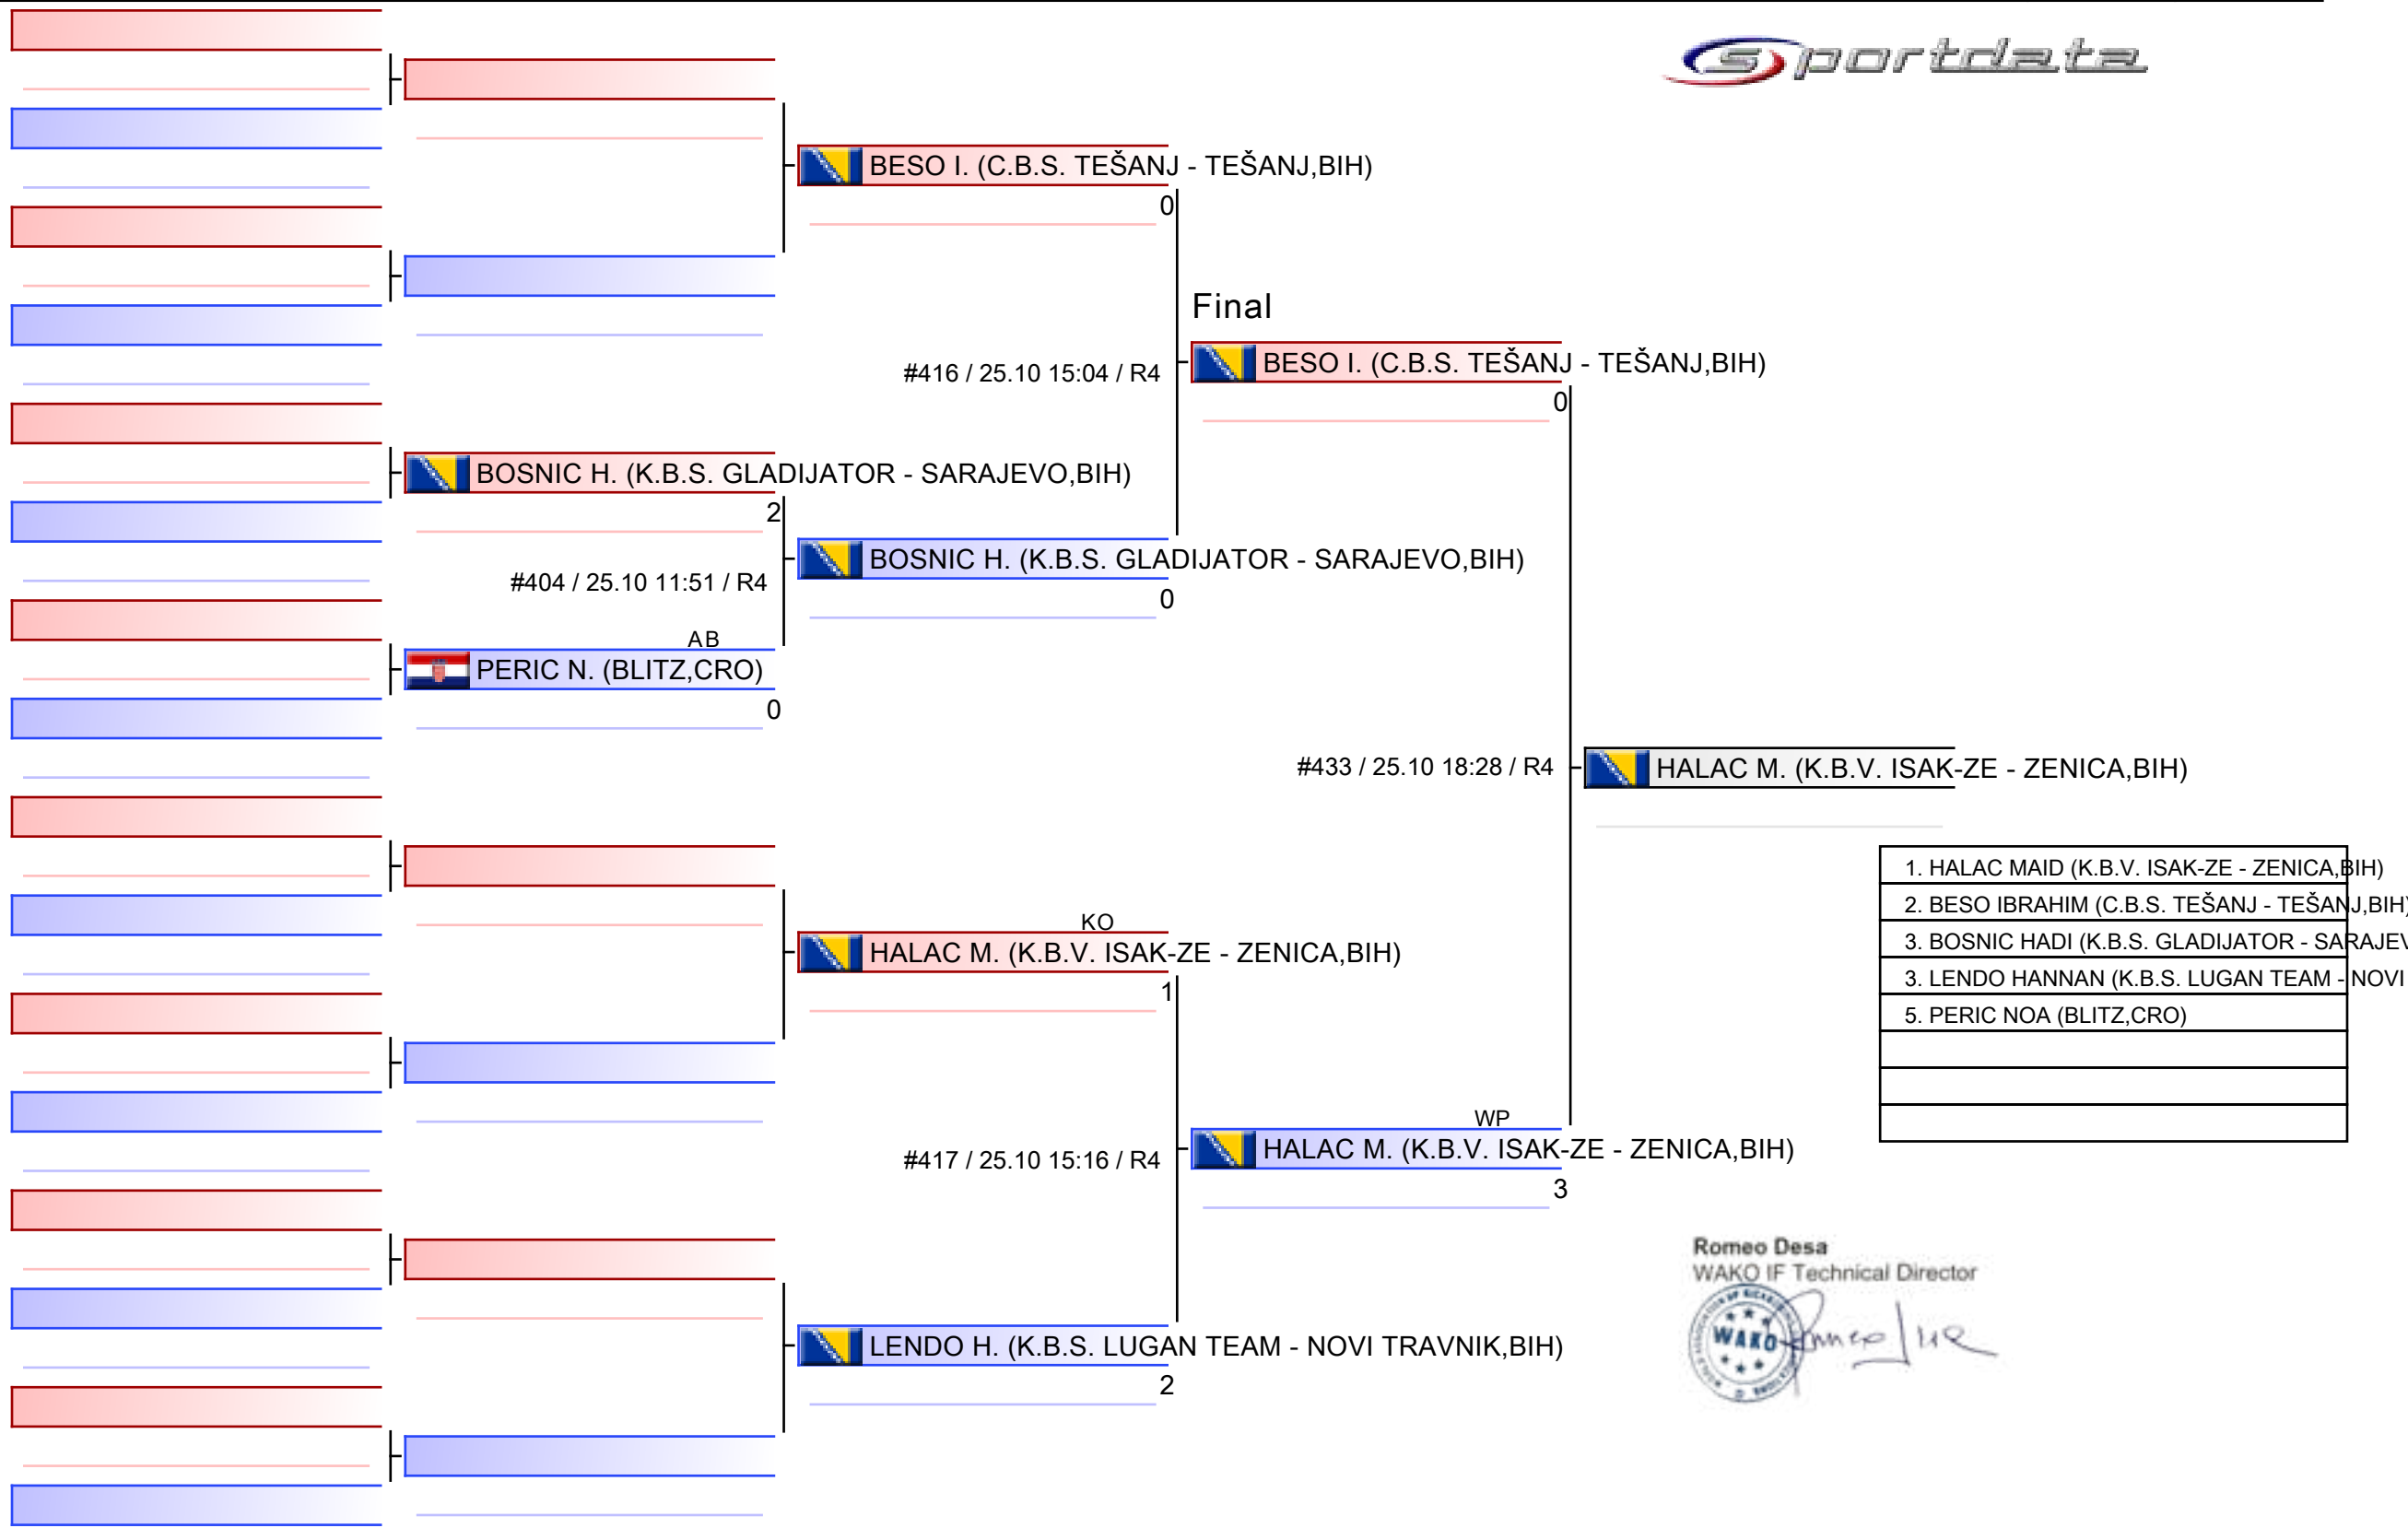 sportdata
BESO I. (C.B.S. TEŠANJ - TEŠANJ,BIH)
0
Final
#416 / 25.10 15:04 / R4
BESO I. (C.B.S. TEŠANJ - TEŠANJ,BIH)
0
BOSNIC H. (K.B.S. GLADIJATOR - SARAJEVO,BIH)
2
BOSNIC H. (K.B.S. GLADIJATOR - SARAJEVO,BIH)
0
#404 / 25.10 11:51 / R4
AB
PERIC N. (BLITZ,CRO)
0
#433 / 25.10 18:28 / R4
HALAC M. (K.B.V. ISAK-ZE - ZENICA,BIH)
1. HALAC MAID (K.B.V. ISAK-ZE - ZENICA,BIH)
2. BESO IBRAHIM (C.B.S. TEŠANJ - TEŠANJ,BIH)
3. BOSNIC HADI (K.B.S. GLADIJATOR - SARAJEV
3. LENDO HANNAN (K.B.S. LUGAN TEAM - NOVI
5. PERIC NOA (BLITZ,CRO)
KO
HALAC M. (K.B.V. ISAK-ZE - ZENICA,BIH)
1
WP
HALAC M. (K.B.V. ISAK-ZE - ZENICA,BIH)
3
#417 / 25.10 15:16 / R4
LENDO H. (K.B.S. LUGAN TEAM - NOVI TRAVNIK,BIH)
2
Romeo Desa
WAKO IF Technical Director
WAKO